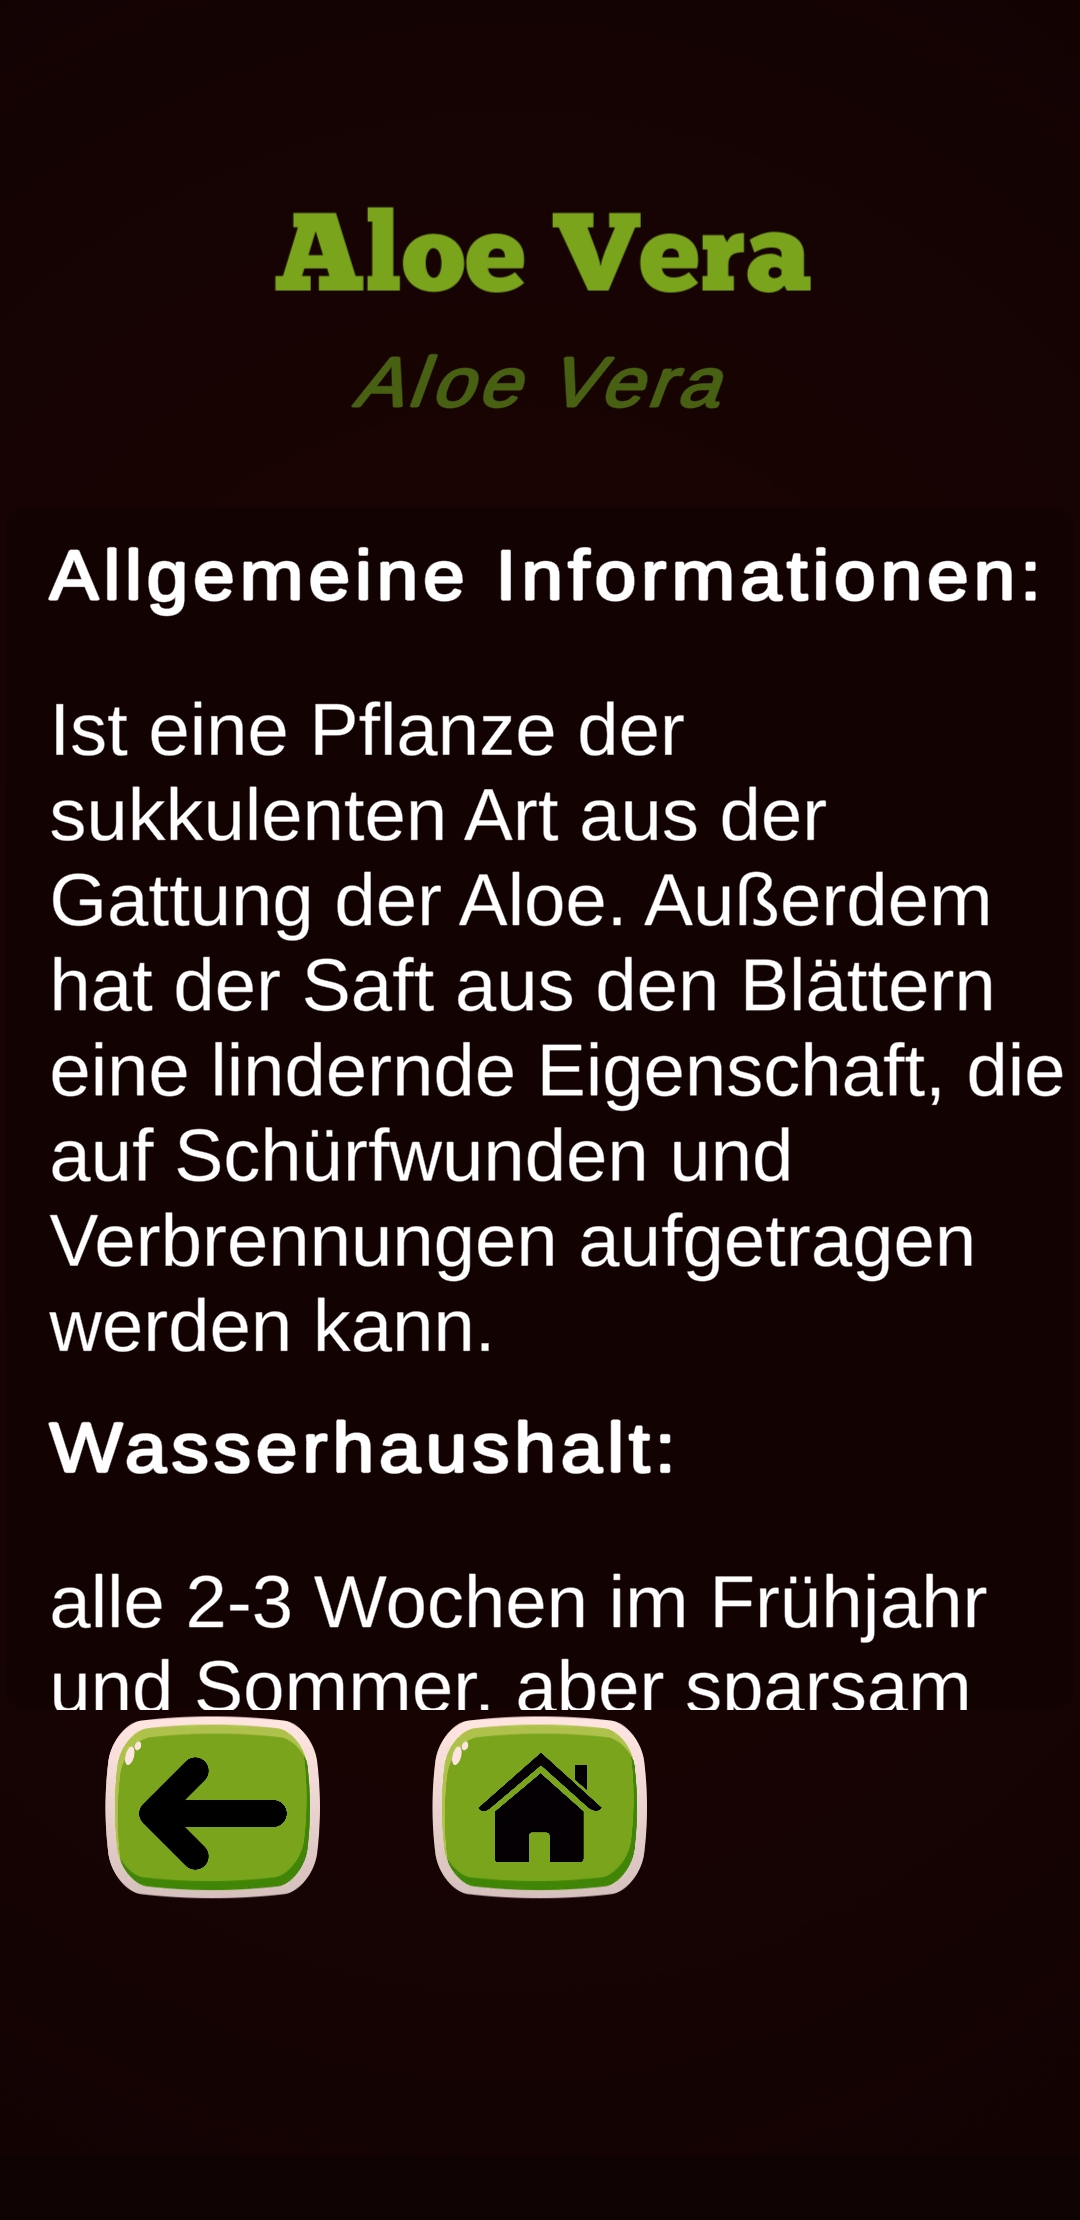 Aloe Vera
Aloe Vera
Allgemeine Informationen:
Ist eine Pflanze der
sukkulenten Art aus der
Gattung der Aloe. Außerdem
hat der Saft aus den Blättern
eine lindernde Eigenschaft, die
auf Schürfwunden und
Verbrennungen aufgetragen
werden kann.
Wasserhaushalt:
alle 2-3 Wochen im Frühjahr
und Sommer, aber sparsam